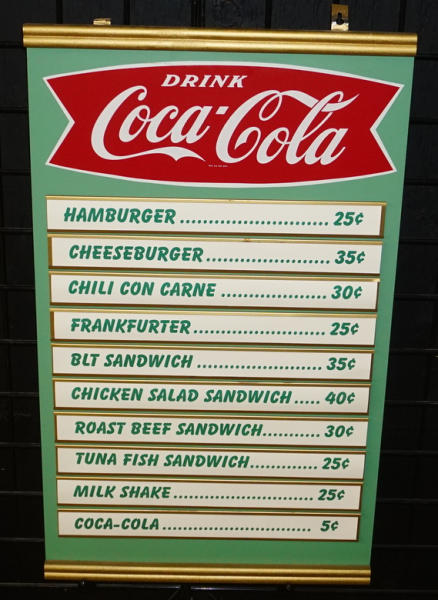 DRINK
Coca-Cola
HAMBURGER ........................... 25¢
CHEESEBURGER ........................ 35¢
CHILI CON CARNE ................... 30¢
FRANKFURTER ......................... 25¢
BLT SANDWICH ....................... 35¢
CHICKEN SALAD SANDWICH ..... 40¢
ROAST BEEF SANDWICH.......... 30¢
TUNA FISH SANDWICH............ 25¢
MILK SHAKE......................... 25¢
COCA-COLA........................... 5¢